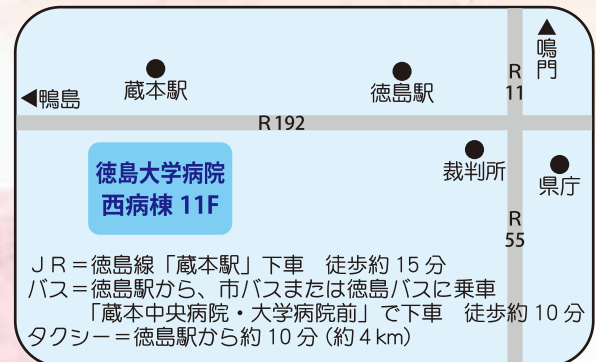 ▲
鳴門
R 11
◀鴨島
蔵本駅
徳島駅
R 192
徳島大学病院
西病棟 11F
裁判所
県庁
R 55
ＪＲ＝徳島線「蔵本駅」下車　徒歩約 15 分
バス＝徳島駅から、市バスまたは徳島バスに乗車
「蔵本中央病院・大学病院前」で下車　徒歩約 10 分
タクシー＝徳島駅から約 10 分（約４km）